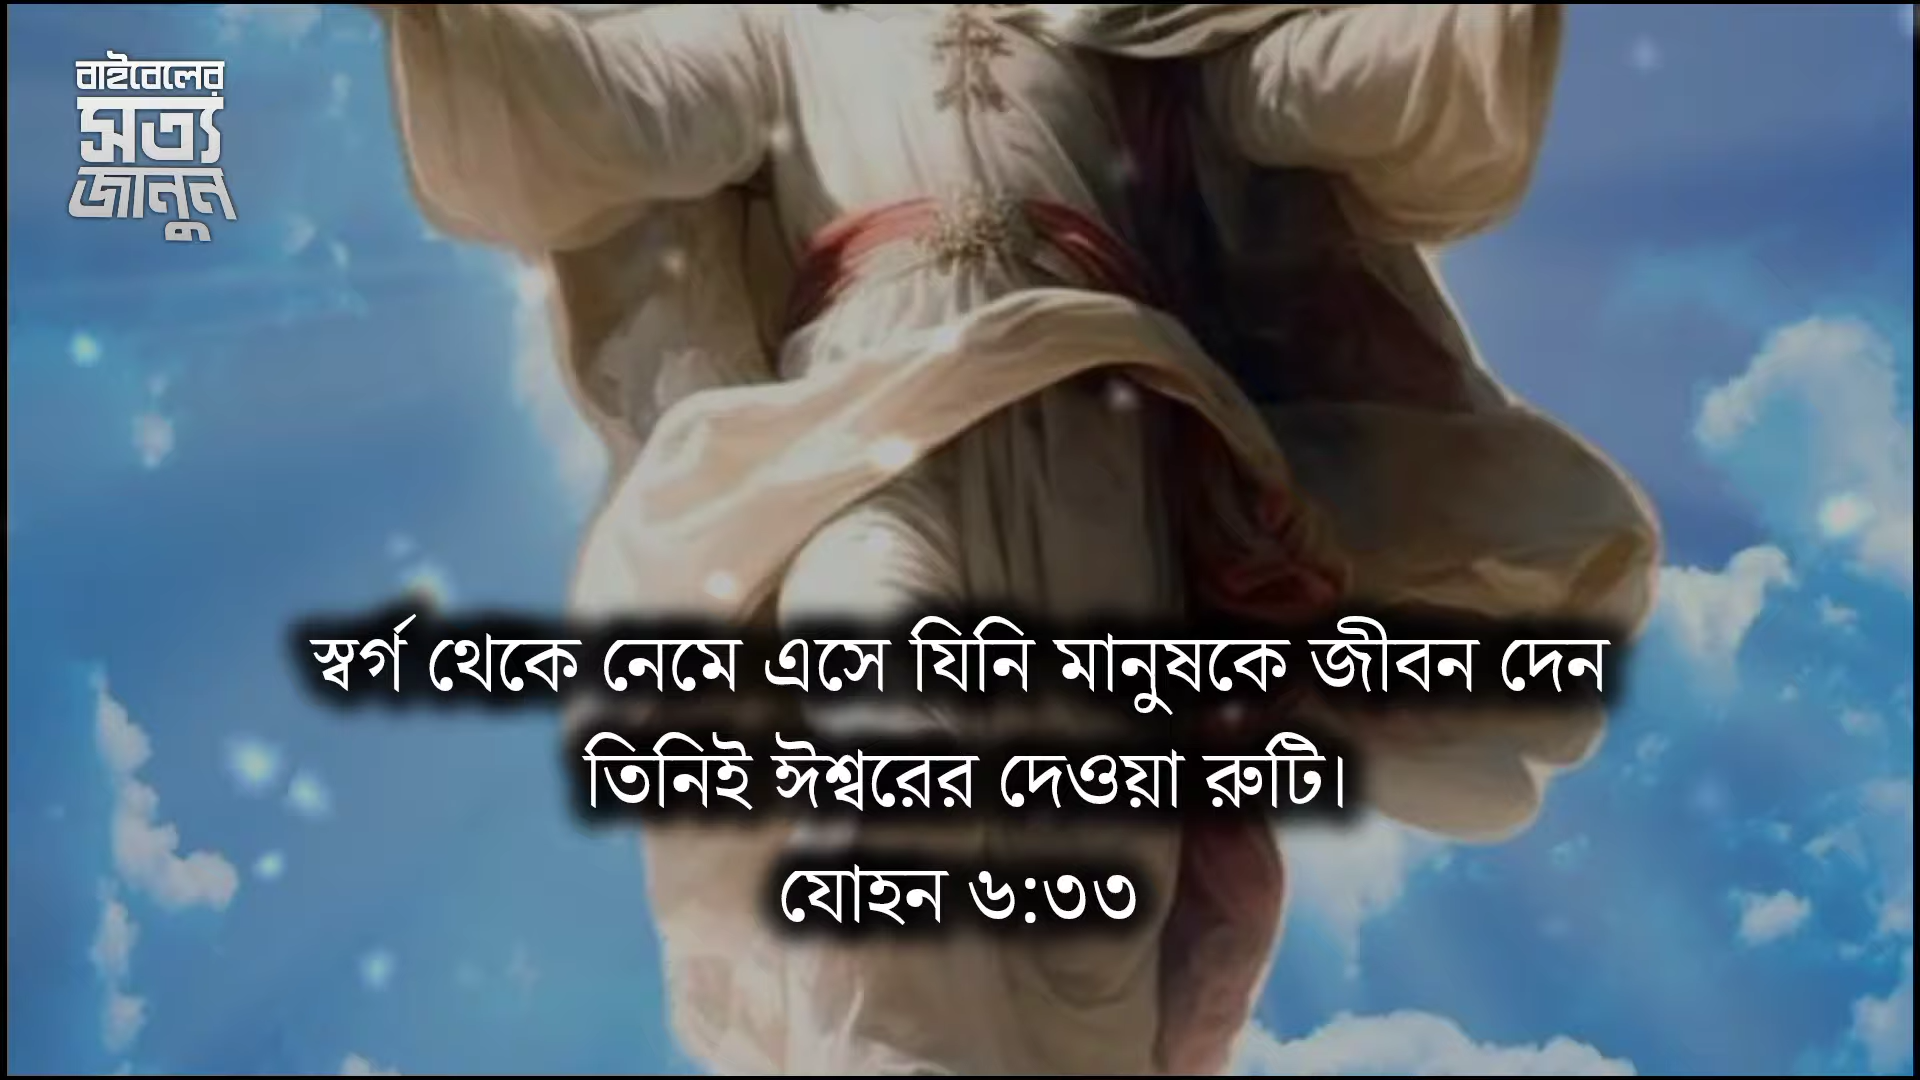 বাইবেলের
সত্য
জানুন
স্বর্গ থেকে নেমে এসে যিনি মানুষকে জীবন দেন
তিনিই ঈশ্বরের দেওয়া রুটি।
যোহন ৬:৩৩